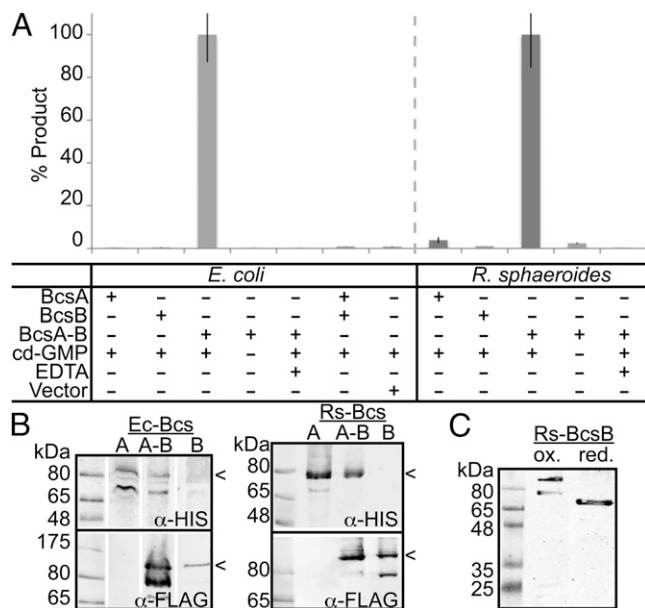 A
% Product
100
80
60
40
20
0
E. coli R. sphaeroides
BcsA + – – – – + – + – – – –
BcsB – + – – – + – – + – – –
BcsA-B – – + + + – – – – + + +
cd-GMP + + + – + + + + + + – +
EDTA – – – – + – – – – – – +
Vector – – – – – – + – – – – –
B
Ec-Bcs
kDa A A-B B
80 <
65
48
α-HIS
175
80 <
65
α-FLAG
Rs-Bcs
kDa A A-B B
80 <
65
48
α-HIS
80 <
65
α-FLAG
C
Rs-BcsB
kDa ox. red.
80
65
48
35
25